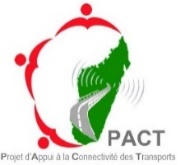 PACT
Projet d'Appui à la Connectivité des Transports